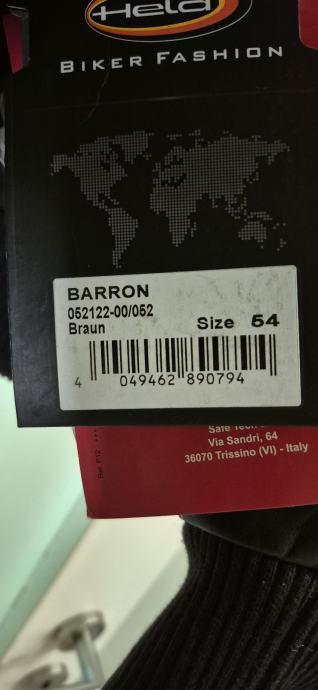 Held
BIKER FASHION
BARRON
052122-00/052
Braun
Size 54
4 049462 890794
Via Sandri, 64
36070 Trissino (VI) - Italy